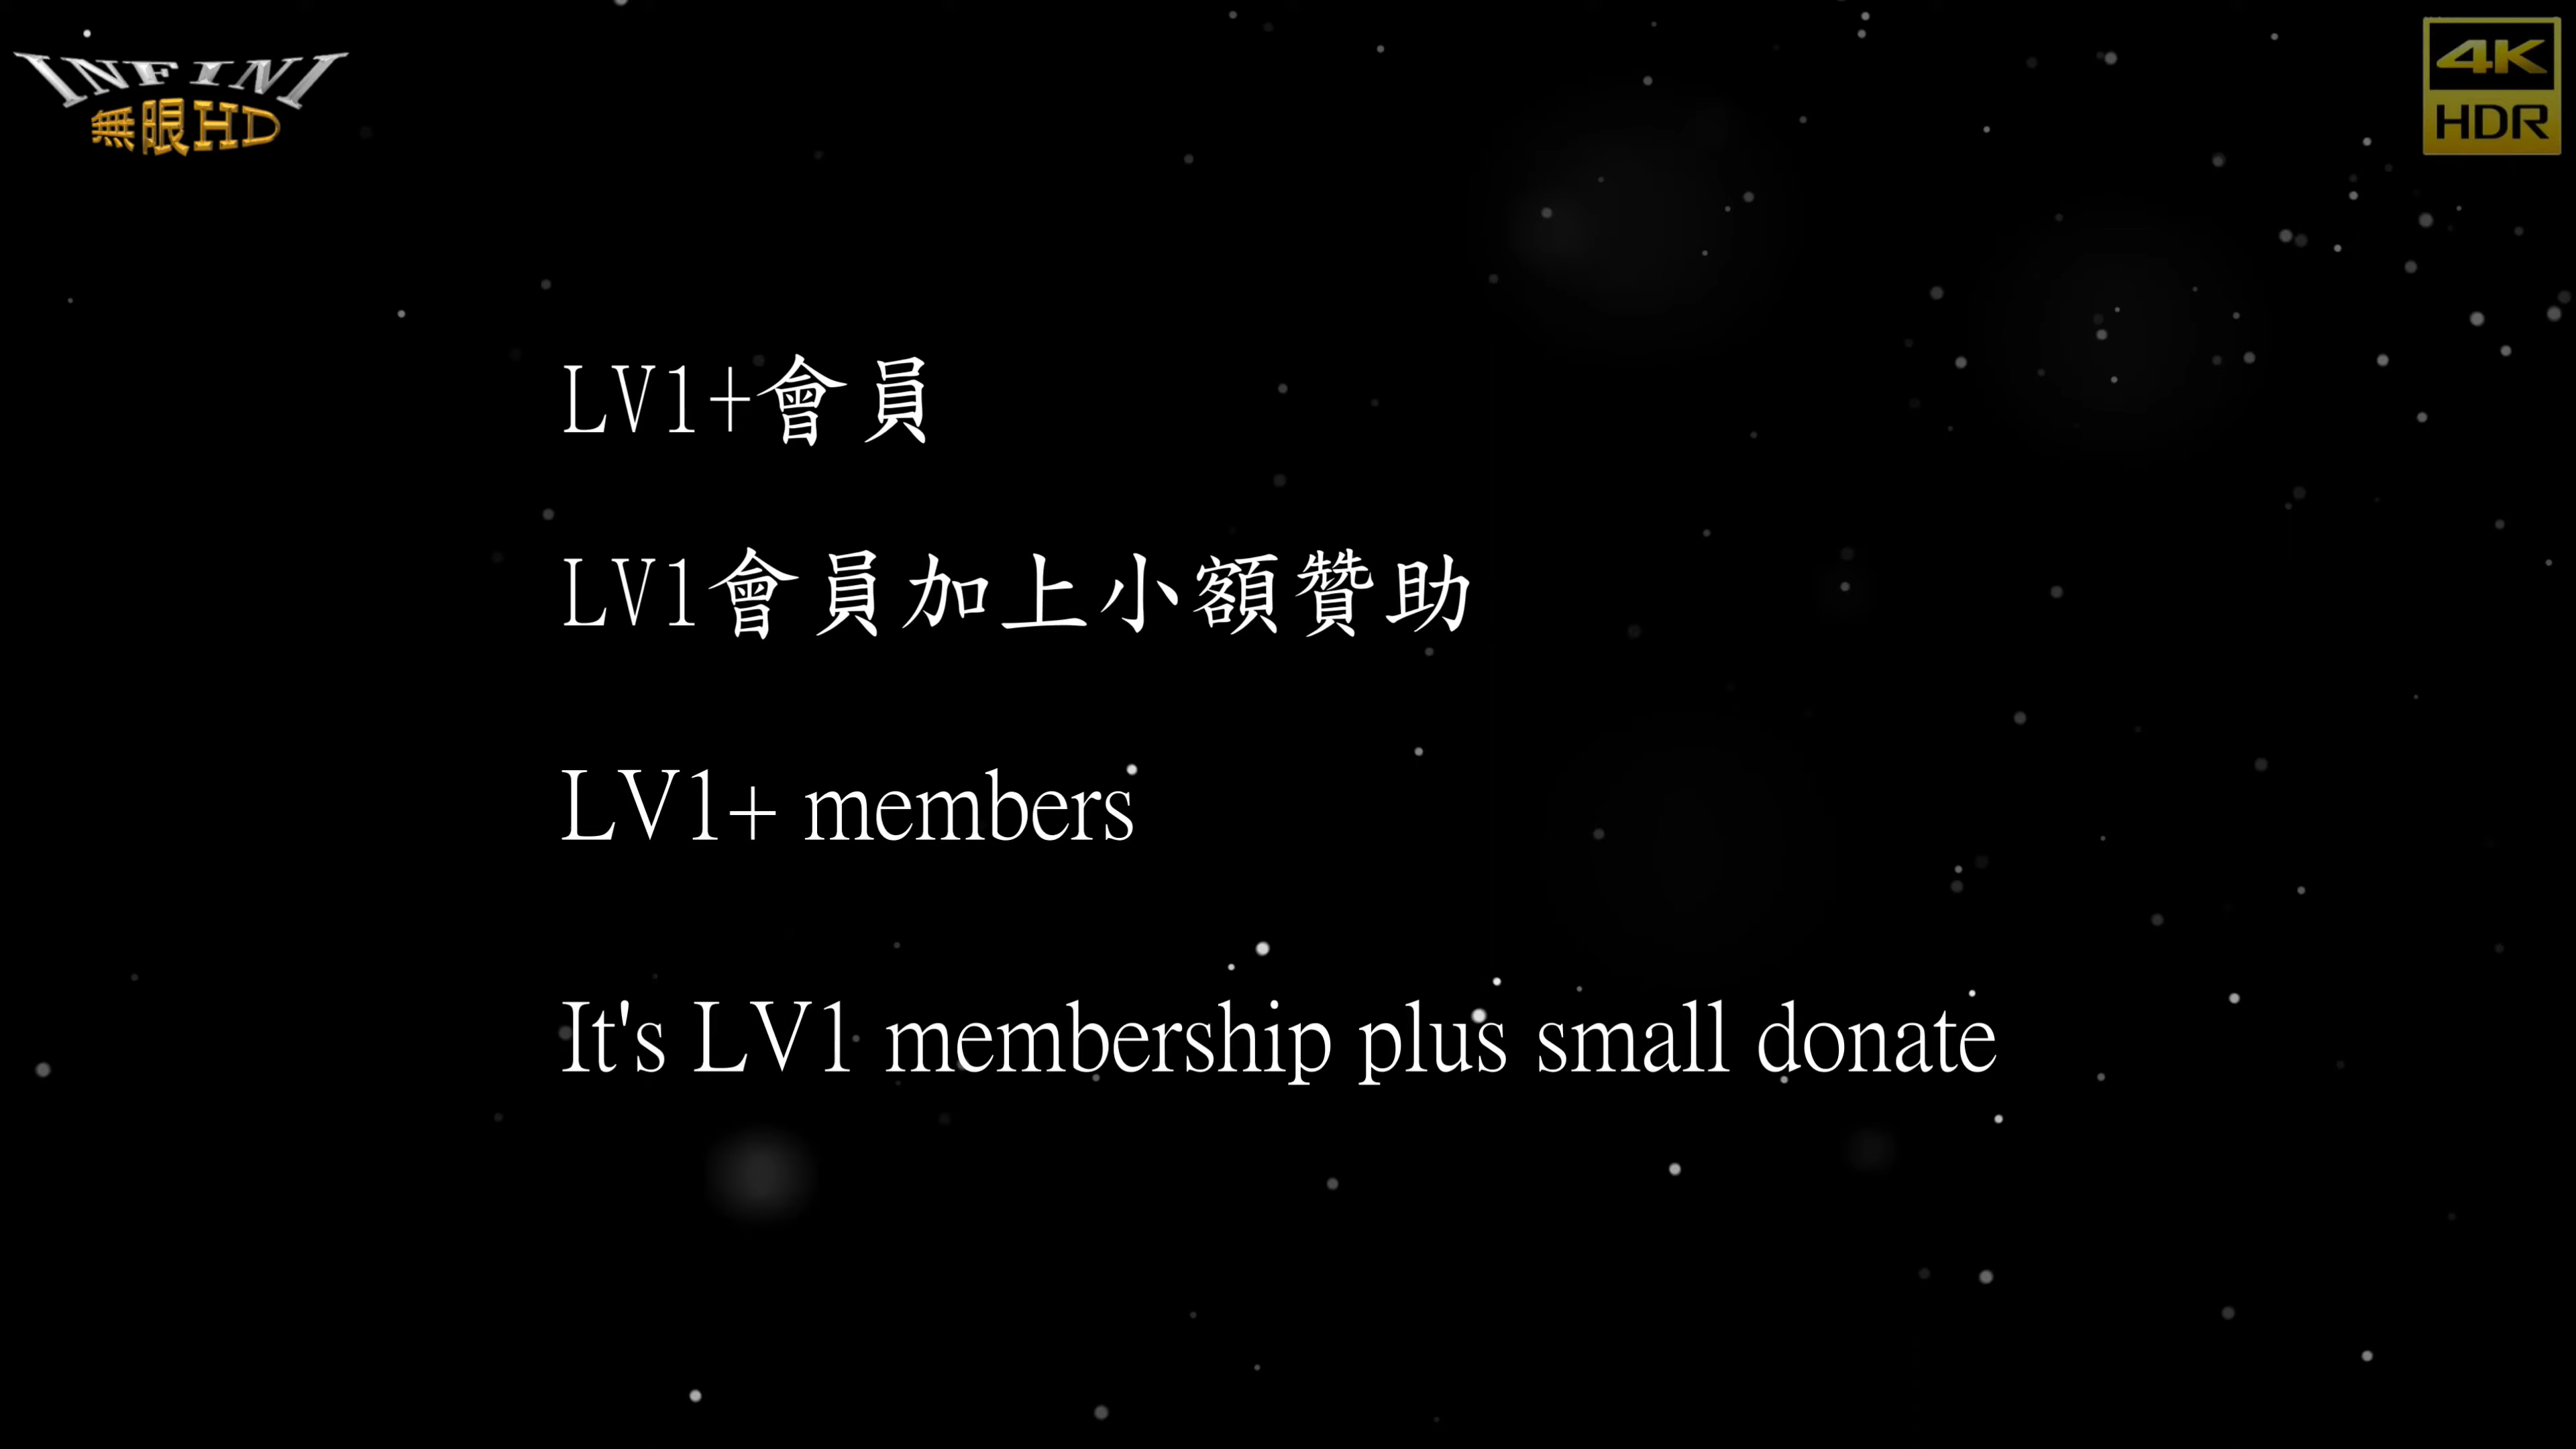 INFINI
無限HD
4K
HDR
LV1+會員
LV1會員加上小額贊助
LV1+ members
It's LV1 membership plus small donate